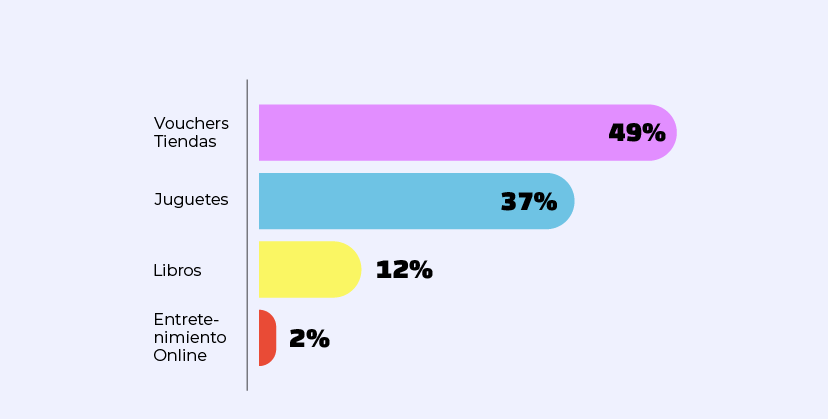 Vouchers
Tiendas
49%
Juguetes
37%
Libros
12%
Entrete-
nimiento
Online
2%